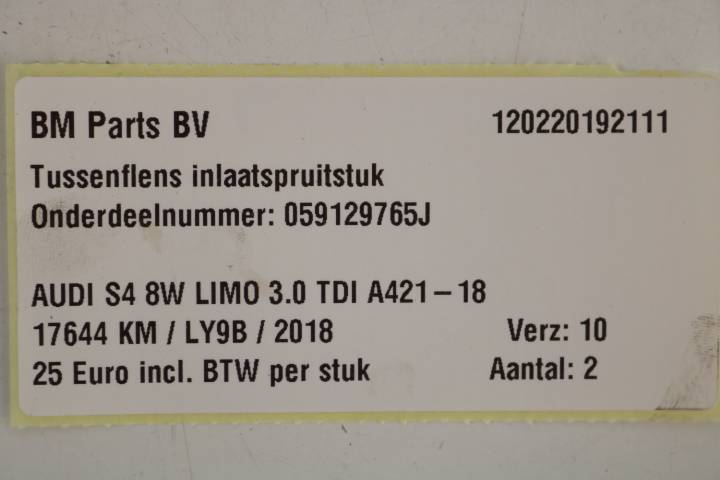 BM Parts BV 120220192111
Tussenflens inlaatspruitstuk
Onderdeelnummer: 059129765J
AUDI S4 8W LIMO 3.0 TDI A421-18
17644 KM / LY9B / 2018 Verz: 10
25 Euro incl. BTW per stuk Aantal: 2